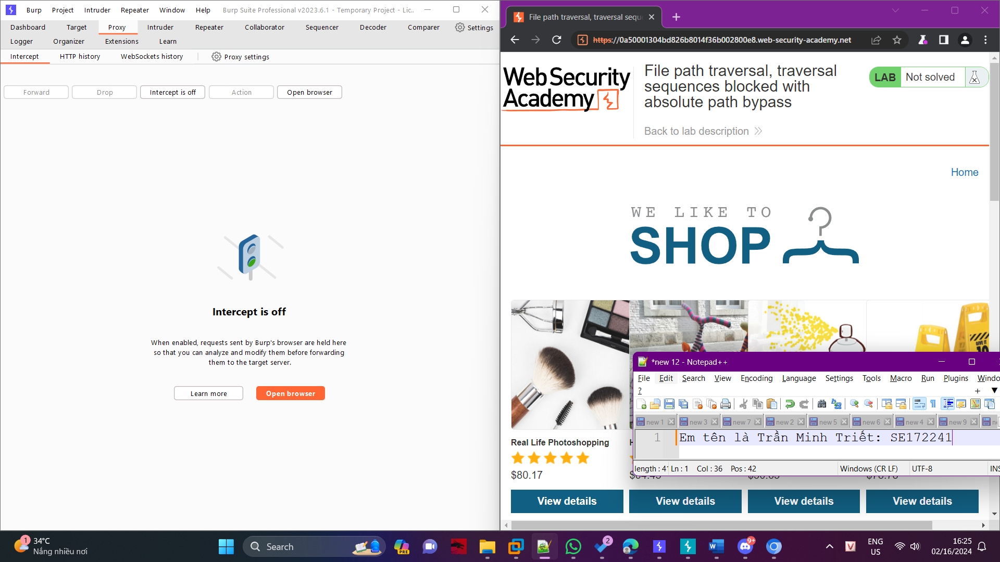 Burp Project Intruder Repeater Window Help Burp Suite Professional v2023.6.1 - Temporary Project - Lic..
Dashboard Target Proxy Intruder Repeater Collaborator Sequencer Decoder Comparer Settings
Logger Organizer Extensions Learn
Intercept HTTP history WebSockets history Proxy settings
Forward Drop Intercept is off Action Open browser
Intercept is off
When enabled, requests sent by Burp's browser are held here
so that you can analyze and modify them before forwarding
them to the target server.
Learn more Open browser
File path traversal, traversal sequ
https://0a50001304bd826b8014f36b002800e8.web-security-academy.net
Web Security
Academy
File path traversal, traversal
sequences blocked with
absolute path bypass
LAB Not solved
Back to lab description
Home
WE LIKE TO
SHOP
GIVE IT
Real Life Photoshopping
$80.17
View details View details View details View details
*new 12 - Notepad++
File Edit Search View Encoding Language Settings Tools Macro Run Plugins Windo
?
new 1 new 3 new 7 new 2 new 5 new 6 new 4 new 9
1 Em tên là Trần Minh Triết: SE172241
length : 41 Ln : 1 Col : 36 Pos : 42 Windows (CR LF) UTF-8 INS
1 34°C
Nắng nhiều nơi
Search
PRE
2
9+
ENG
US
16:25
02/16/2024